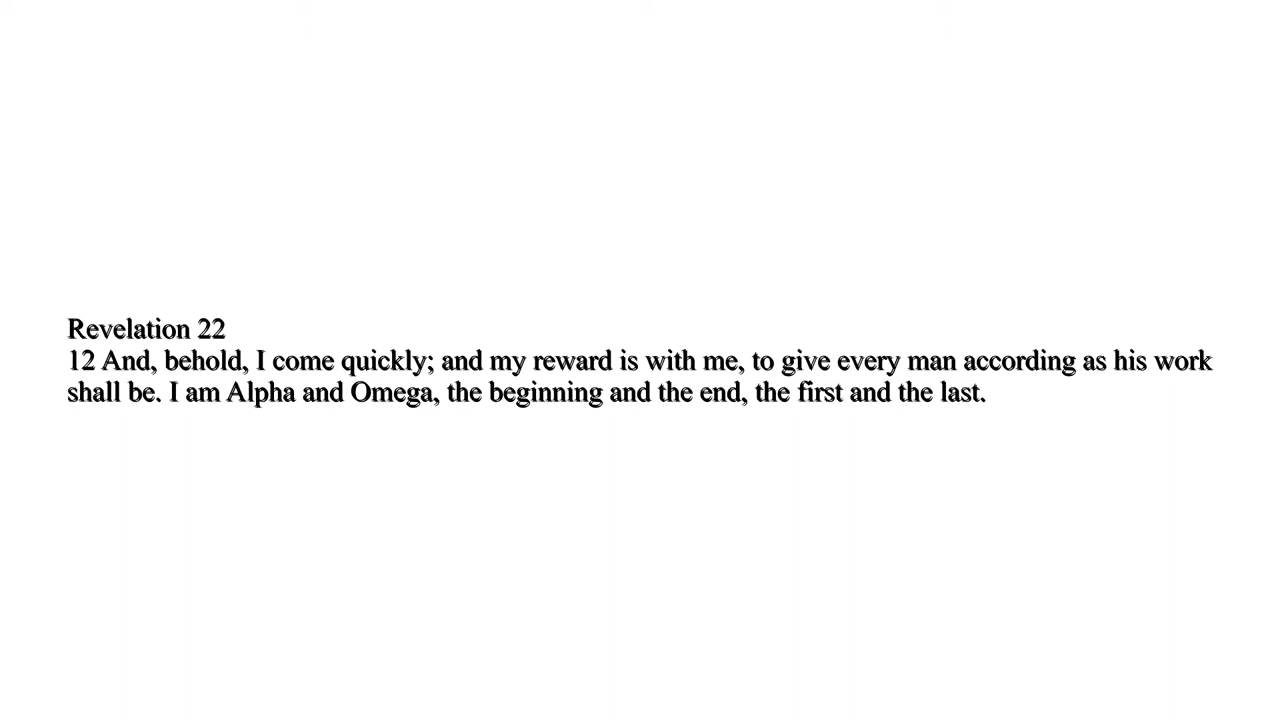 Revelation 22
12 And, behold, I come quickly; and my reward is with me, to give every man according as his work
shall be. I am Alpha and Omega, the beginning and the end, the first and the last.